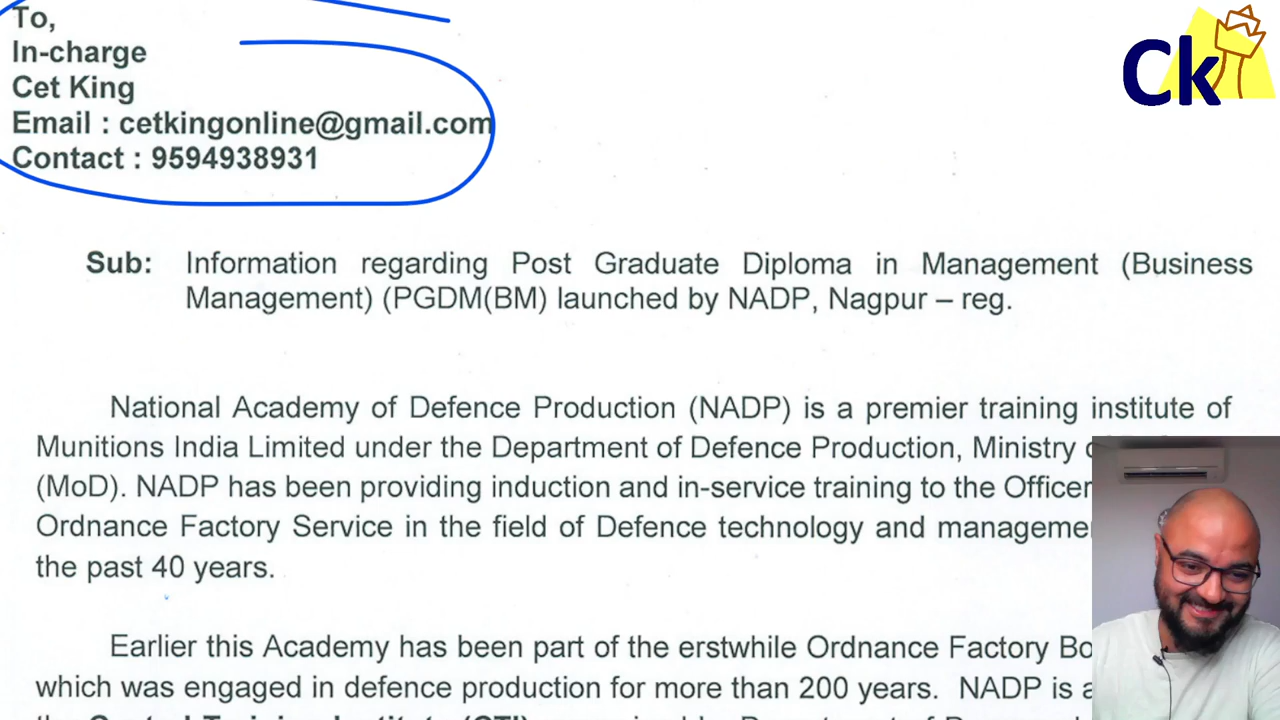 To,
In-charge
Cet King
Email : cetkingonline@gmail.com
Contact : 9594938931
Ck
Sub: Information regarding Post Graduate Diploma in Management (Business
Management) (PGDM(BM) launched by NADP, Nagpur – reg.
National Academy of Defence Production (NADP) is a premier training institute of
Munitions India Limited under the Department of Defence Production, Ministry
(MoD). NADP has been providing induction and in-service training to the Officer
Ordnance Factory Service in the field of Defence technology and manageme
the past 40 years.
Earlier this Academy has been part of the erstwhile Ordnance Factory Bo
which was engaged in defence production for more than 200 years. NADP is a